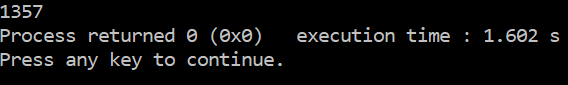 1357
Process returned 0 (0x0)   execution time : 1.602 s
Press any key to continue.